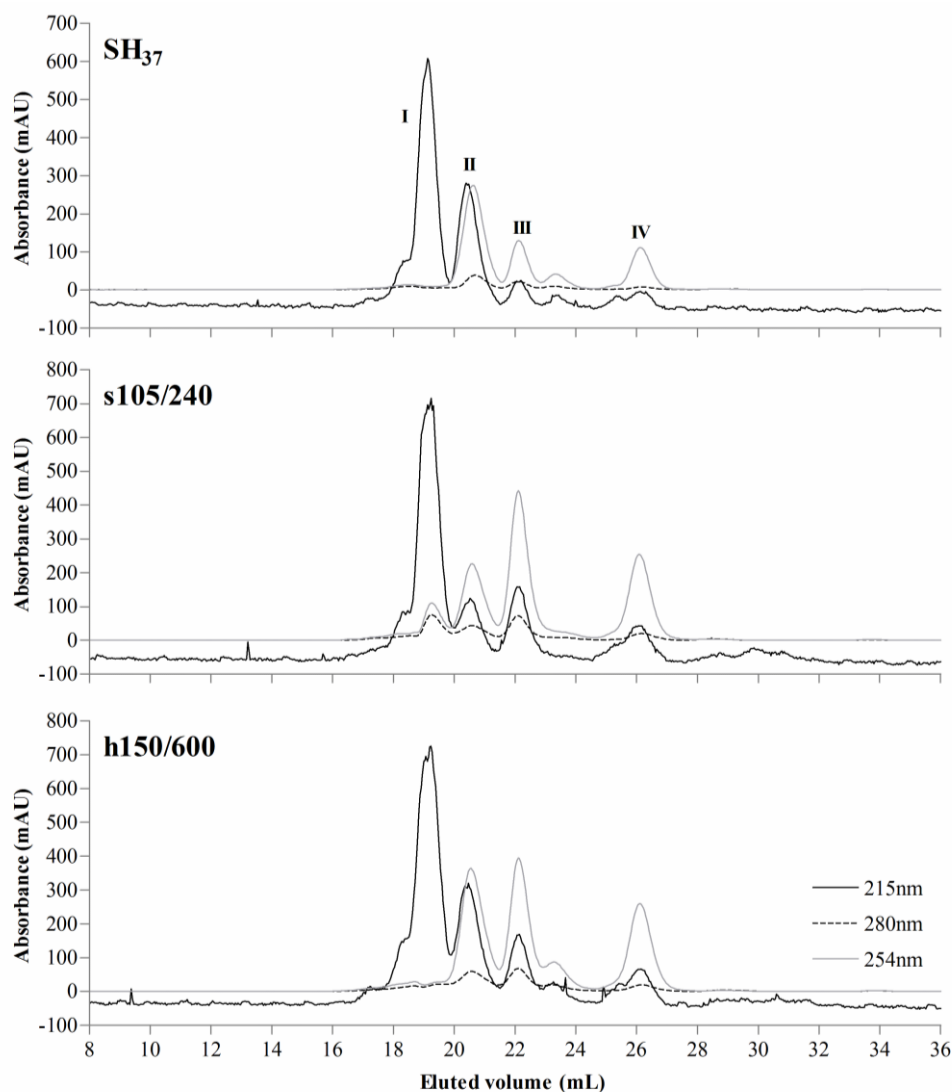 SH37
Absorbance (mAU)
700
600
500
400
300
200
100
0
-100
I
II
III
IV
s105/240
Absorbance (mAU)
800
700
600
500
400
300
200
100
0
-100
h150/600
Absorbance (mAU)
800
700
600
500
400
300
200
100
0
-100
215nm
280nm
254nm
8 10 12 14 16 18 20 22 24 26 28 30 32 34 36
Eluted volume (mL)